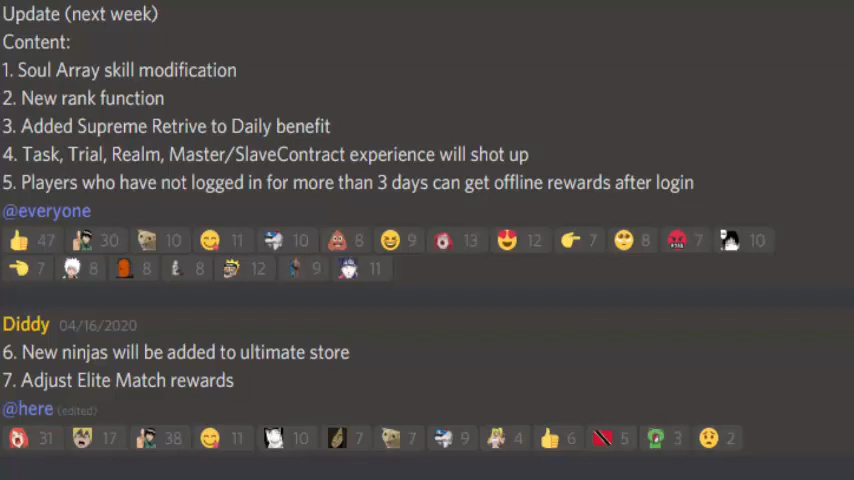 Update (next week)
Content:
1. Soul Array skill modification
2. New rank function
3. Added Supreme Retrive to Daily benefit
4. Task, Trial, Realm, Master/SlaveContract experience will shot up
5. Players who have not logged in for more than 3 days can get offline rewards after login
@everyone
47 30 10 11 10 8 9 13 12 7 8 7 10
7 8 8 8 12 9 11
Diddy 04/16/2020
6. New ninjas will be added to ultimate store
7. Adjust Elite Match rewards
@here (edited)
31 17 38 11 10 7 7 9 4 6 5 3 2